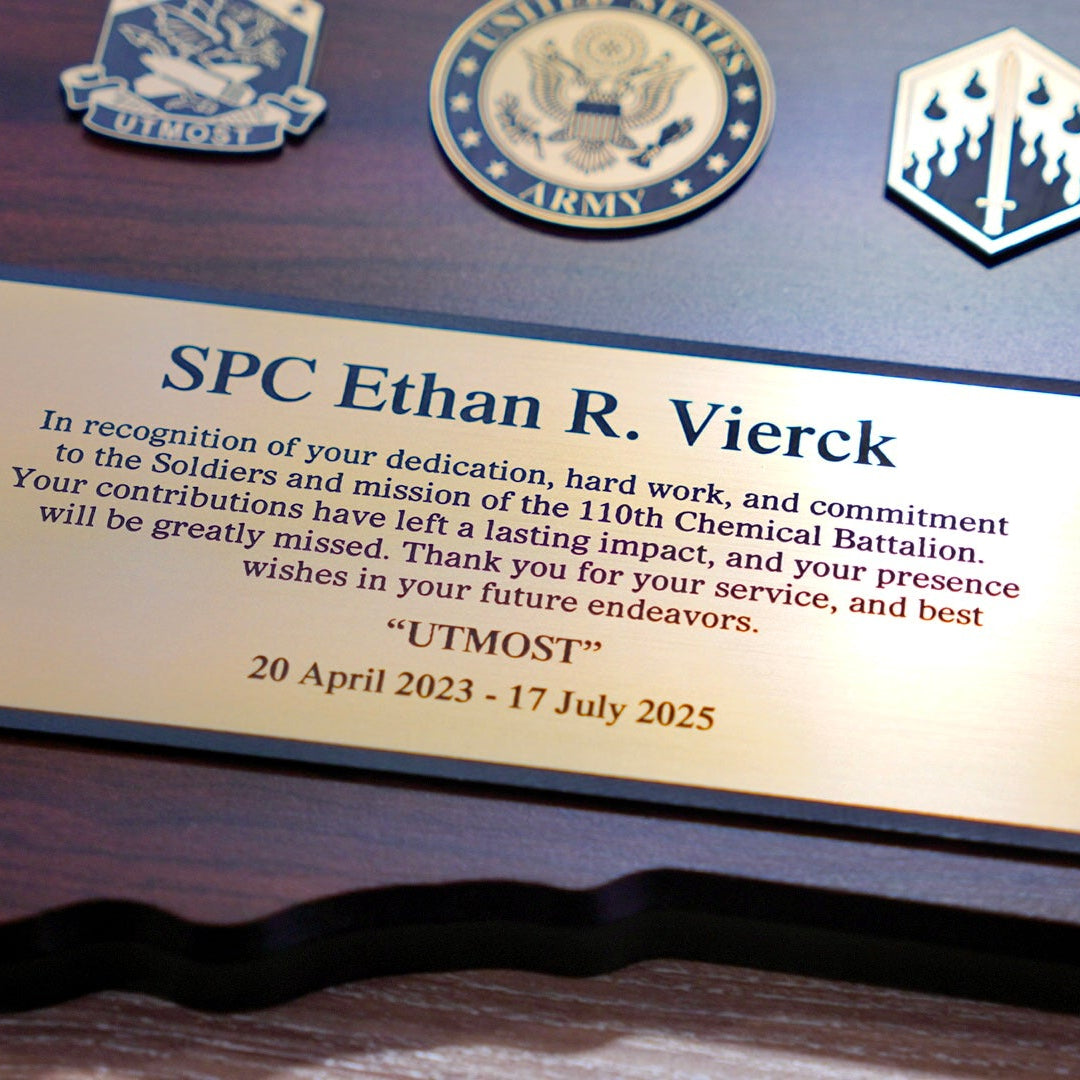 UTMOST
UNITED STATES
ARMY
SPC Ethan R. Vierck
In recognition of your dedication, hard work, and commitment
to the Soldiers and mission of the 110th Chemical Battalion.
Your contributions have left a lasting impact, and your presence
will be greatly missed. Thank you for your service, and best
wishes in your future endeavors.
“UTMOST”
20 April 2023 - 17 July 2025